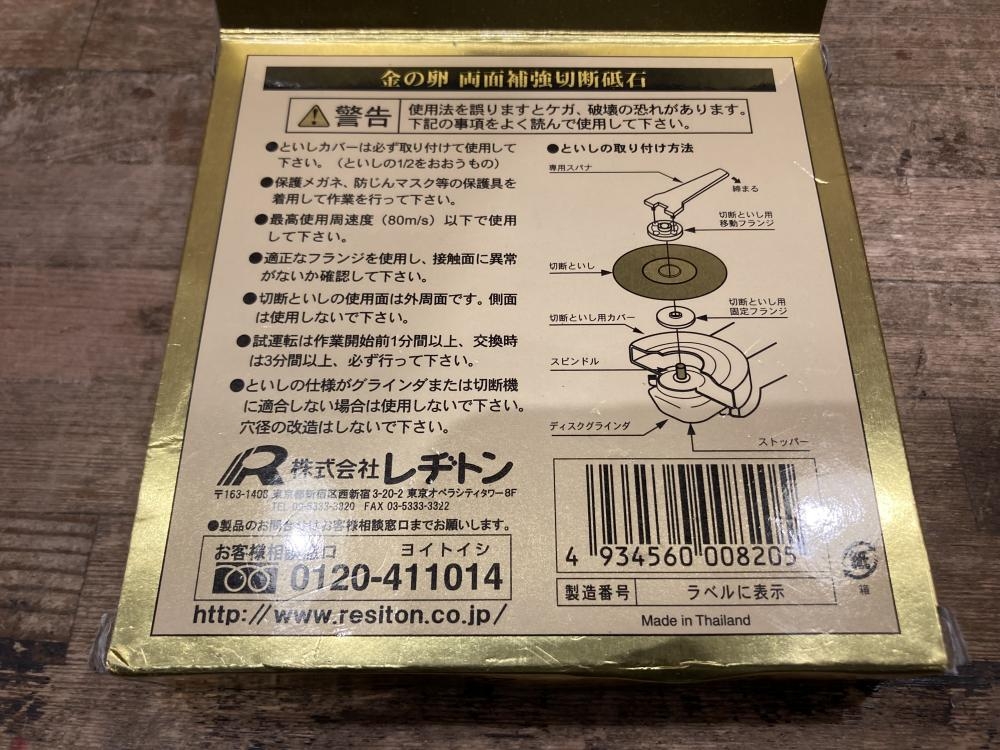 金の卵 両面補強切断砥石
警告
使用法を誤りますとケガ、破壊の恐れがあります。
下記の事項をよく読んで使用して下さい。
●といしカバーは必ず取り付けて使用して
下さい。(といしの1/2をおおうもの)
●保護メガネ、防じんマスク等の保護具を
着用して作業を行って下さい。
●最高使用周速度(80m/s)以下で使用
して下さい。
●適正なフランジを使用し、接触面に異常
がないか確認して下さい。
●切断といしの使用面は外周面です。側面
は使用しないで下さい。
●試運転は作業開始前1分間以上、交換時
は3分間以上、必ず行って下さい。
●といしの仕様がグラインダまたは切断機
に適合しない場合は使用しないで下さい。
穴径の改造はしないで下さい。
●といしの取り付け方法
専用スパナ
締まる
切断といし用
移動フランジ
切断といし
切断といし用
固定フランジ
切断といし用カバー
スピンドル
ディスクグラインダ
ストッパー
R 株式会社 レヂトン
〒163-1408 東京都新宿区西新宿3-20-2 東京オペラシティタワー8F
TEL 03-5333-3320 FAX 03-5333-3322
●製品のお問合せはお客様相談窓口までお願いします。
お客様相談窓口 ヨイトイシ
0120-411014
http://www.resiton.co.jp/
4 934560 008205
製造番号 ラベルに表示
Made in Thailand
紙
箱